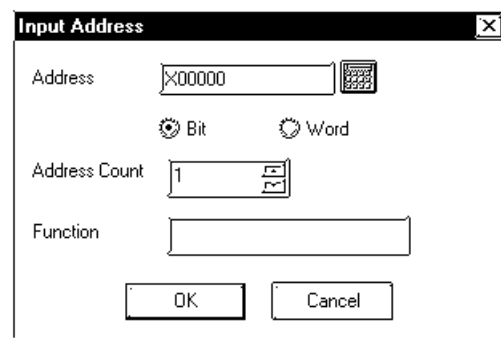 Input Address
Address X00000
Bit Word
Address Count 1
Function
OK Cancel